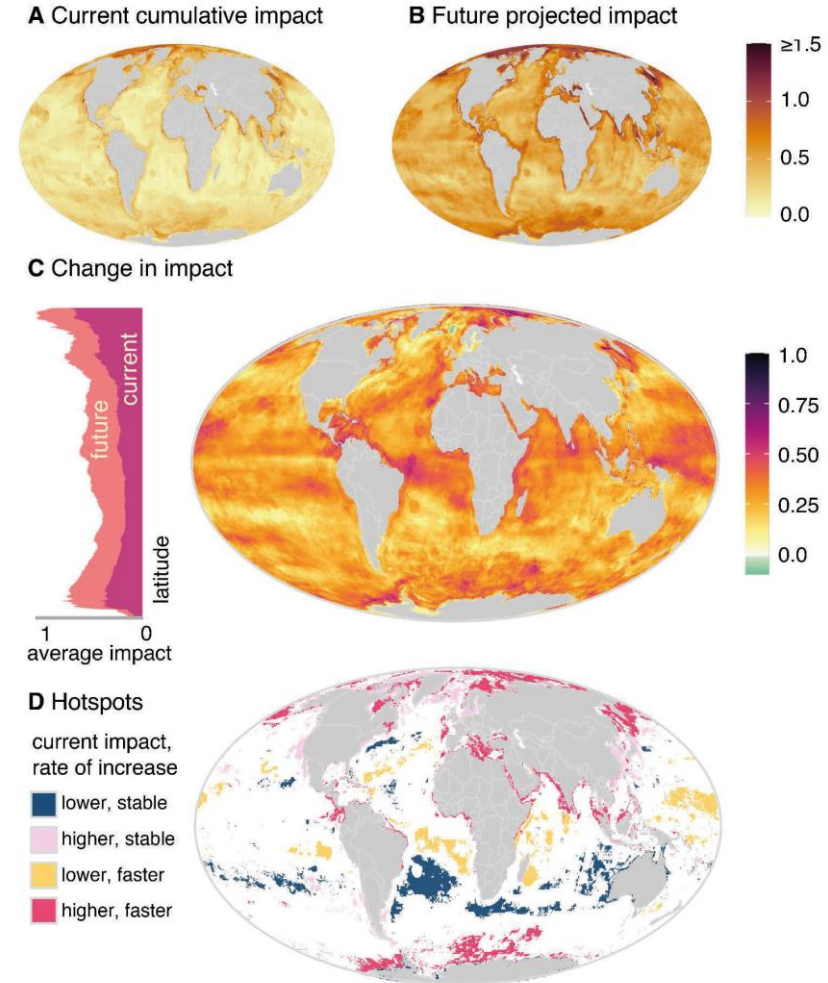 A Current cumulative impact
B Future projected impact
≥1.5
1.0
0.5
0.0
C Change in impact
future
current
latitude
1 0
average impact
1.0
0.75
0.50
0.25
0.0
D Hotspots
current impact,
rate of increase
lower, stable
higher, stable
lower, faster
higher, faster